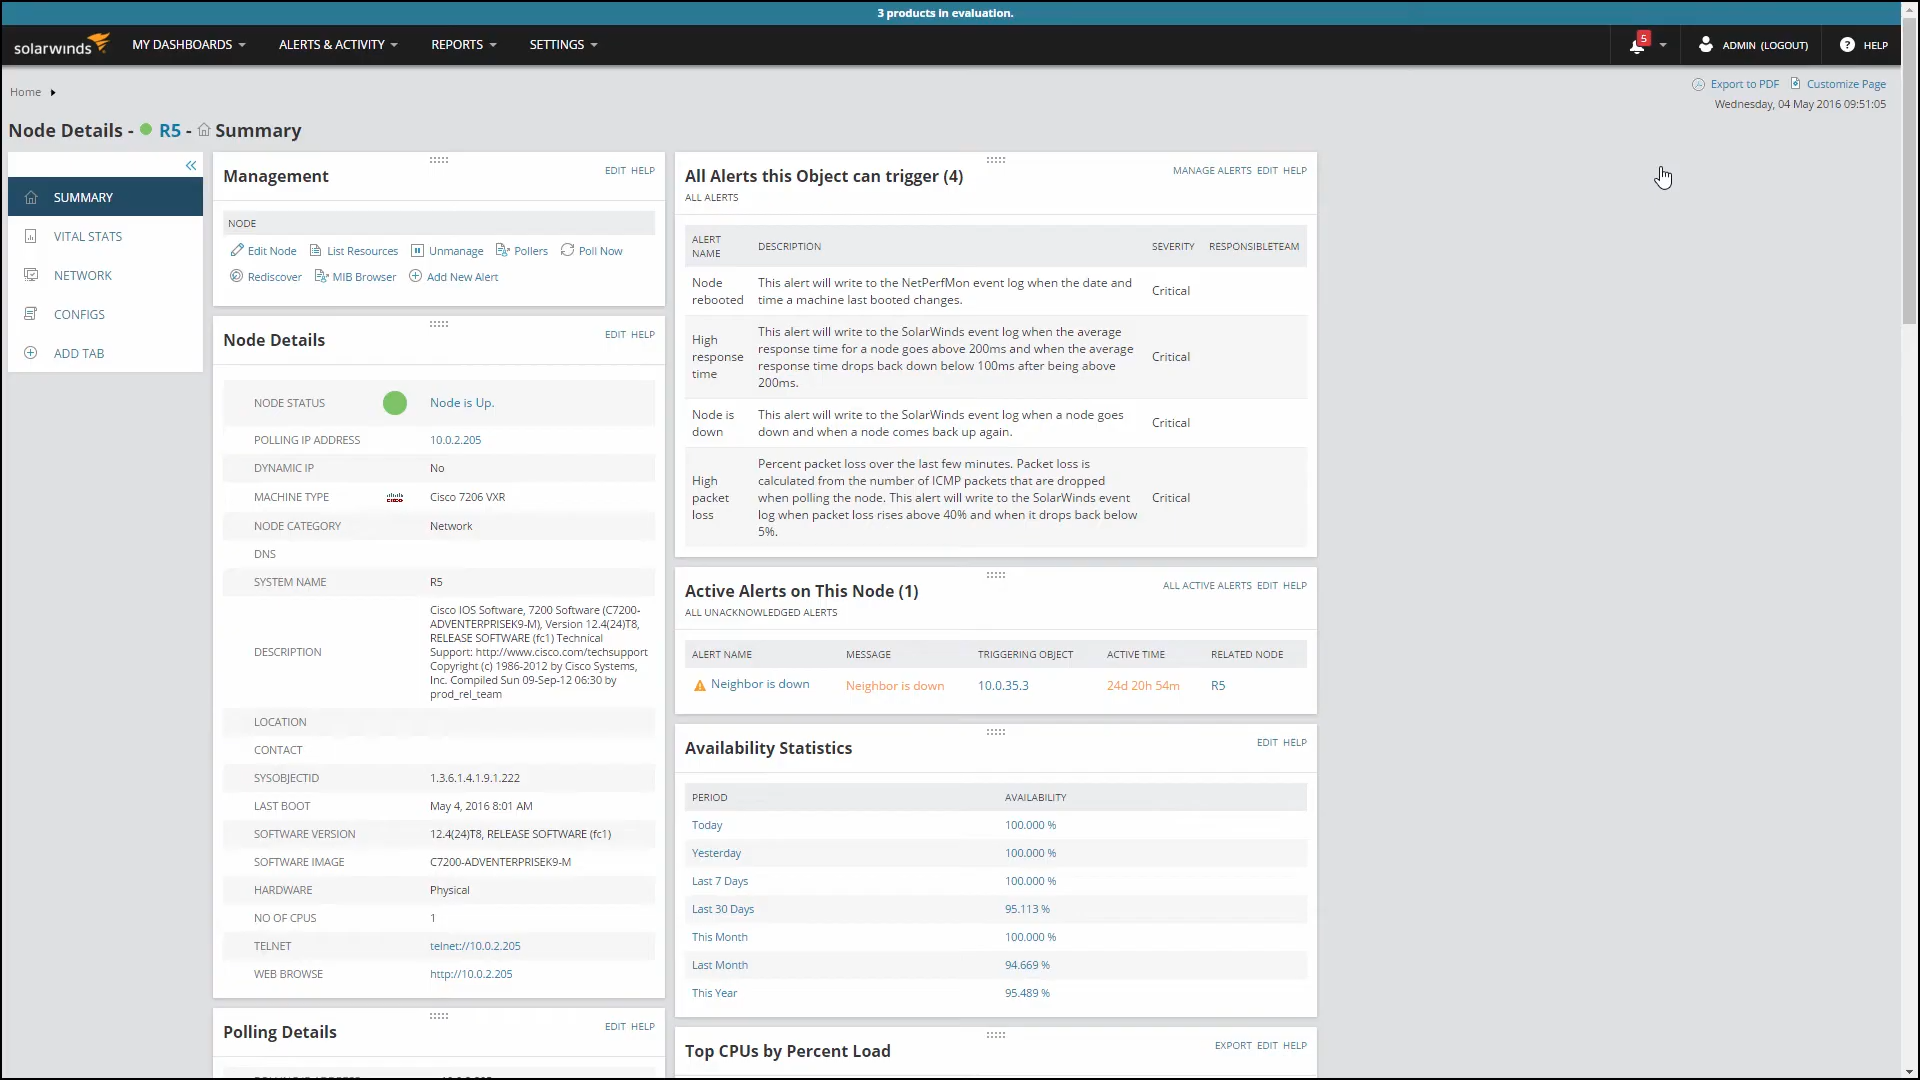 3 products in evaluation.
solarwinds
MY DASHBOARDS
ALERTS & ACTIVITY
REPORTS
SETTINGS
5
ADMIN (LOGOUT)
? HELP
Home
Export to PDF
Customize Page
Wednesday, 04 May 2016 09:51:05
Node Details - R5 - Summary
SUMMARY
VITAL STATS
NETWORK
CONFIGS
ADD TAB
Management
EDIT HELP
NODE
Edit Node List Resources Unmanage Pollers Poll Now
Rediscover MIB Browser Add New Alert
Node Details
EDIT HELP
NODE STATUS Node is Up.
POLLING IP ADDRESS 10.0.2.205
DYNAMIC IP No
MACHINE TYPE Cisco 7206 VXR
NODE CATEGORY Network
DNS
SYSTEM NAME R5
DESCRIPTION
Cisco IOS Software, 7200 Software (C7200-
ADVENTERPRISEK9-M), Version 12.4(24)T8,
RELEASE SOFTWARE (fc1) Technical
Support: http://www.cisco.com/techsupport
Copyright (c) 1986-2012 by Cisco Systems,
Inc. Compiled Sun 09-Sep-12 06:30 by
prod_rel_team
LOCATION
CONTACT
SYSOBJECTID 1.3.6.1.4.1.9.1.222
LAST BOOT May 4, 2016 8:01 AM
SOFTWARE VERSION 12.4(24)T8, RELEASE SOFTWARE (fc1)
SOFTWARE IMAGE C7200-ADVENTERPRISEK9-M
HARDWARE Physical
NO OF CPUS 1
TELNET telnet://10.0.2.205
WEB BROWSE http://10.0.2.205
Polling Details
EDIT HELP
All Alerts this Object can trigger (4)
MANAGE ALERTS EDIT HELP
ALL ALERTS
ALERT NAME DESCRIPTION SEVERITY RESPONSIBLETEAM
Node rebooted
This alert will write to the NetPerfMon event log when the date and
time a machine last booted changes.
Critical
High response time
This alert will write to the SolarWinds event log when the average
response time for a node goes above 200ms and when the average
response time drops back down below 100ms after being above
200ms.
Critical
Node is down
This alert will write to the SolarWinds event log when a node goes
down and when a node comes back up again.
Critical
High packet loss
Percent packet loss over the last few minutes. Packet loss is
calculated from the number of ICMP packets that are dropped
when polling the node. This alert will write to the SolarWinds event
log when packet loss rises above 40% and when it drops back below
5%.
Critical
Active Alerts on This Node (1)
ALL ACTIVE ALERTS EDIT HELP
ALL UNACKNOWLEDGED ALERTS
ALERT NAME MESSAGE TRIGGERING OBJECT ACTIVE TIME RELATED NODE
Neighbor is down Neighbor is down 10.0.35.3 24d 20h 54m R5
Availability Statistics
EDIT HELP
PERIOD AVAILABILITY
Today 100.000 %
Yesterday 100.000 %
Last 7 Days 100.000 %
Last 30 Days 95.113 %
This Month 100.000 %
Last Month 94.669 %
This Year 95.489 %
Top CPUs by Percent Load
EXPORT EDIT HELP